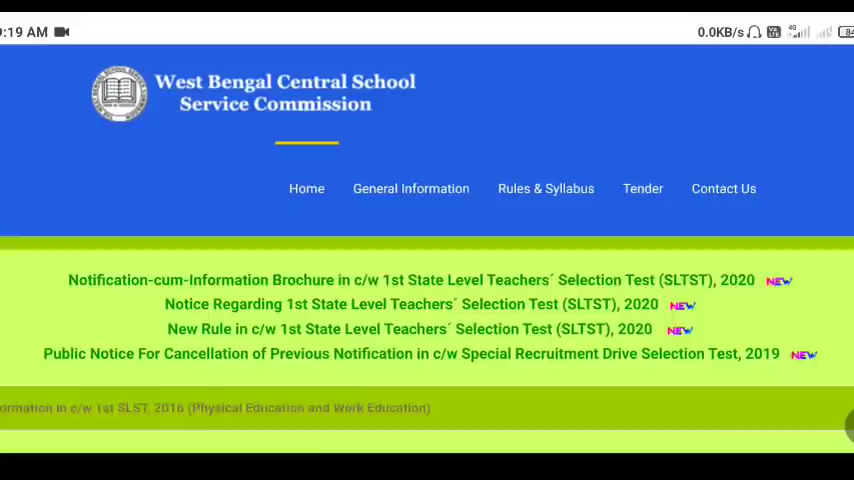 :19 AM
0.0KB/s 4G 84
West Bengal Central School
Service Commission
Home General Information Rules & Syllabus Tender Contact Us
Notification-cum-Information Brochure in c/w 1st State Level Teachers´ Selection Test (SLTST), 2020 NEW
Notice Regarding 1st State Level Teachers´ Selection Test (SLTST), 2020 NEW
New Rule in c/w 1st State Level Teachers´ Selection Test (SLTST), 2020 NEW
Public Notice For Cancellation of Previous Notification in c/w Special Recruitment Drive Selection Test, 2019 NEW
ormation in c/w 1st SLST, 2016 (Physical Education and Work Education)